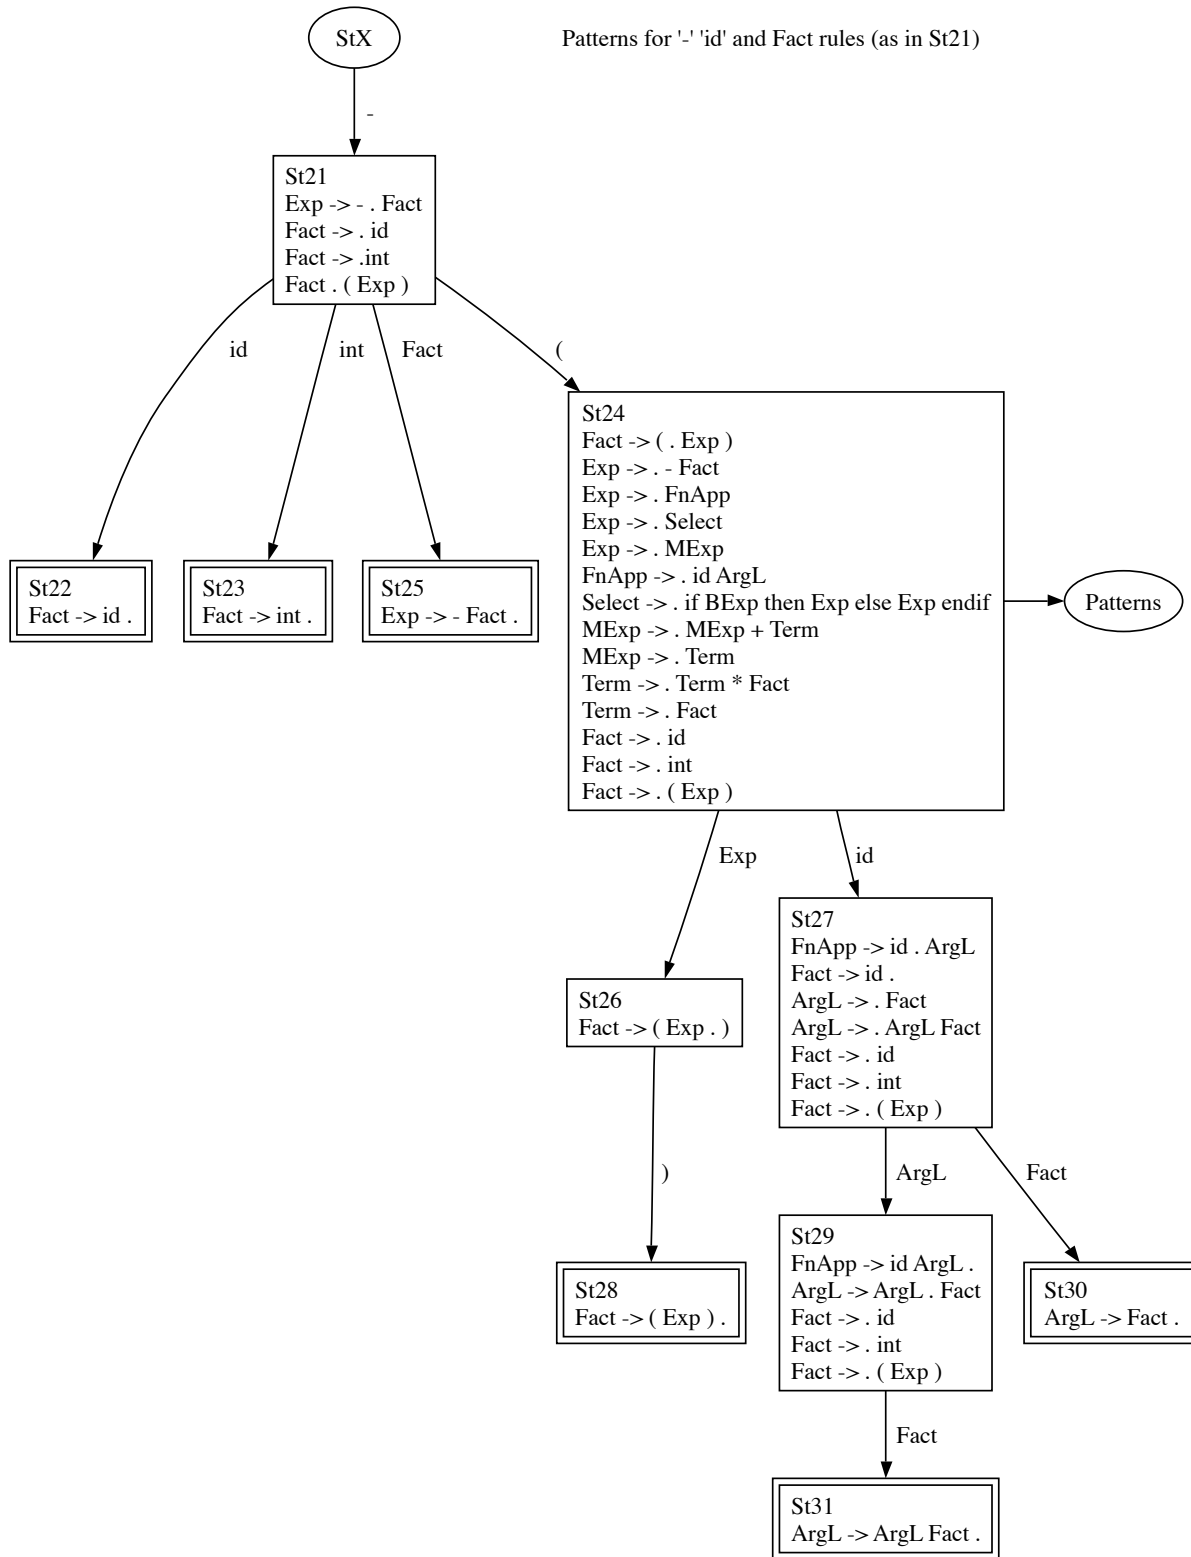 StX
Patterns for '-' 'id' and Fact rules (as in St21)
-
St21
Exp -> - . Fact
Fact -> . id
Fact -> .int
Fact . ( Exp )
id
int
Fact
(
St24
Fact -> ( . Exp )
Exp -> . - Fact
Exp -> . FnApp
Exp -> . Select
Exp -> . MExp
FnApp -> . id ArgL
Select -> . if BExp then Exp else Exp endif
MExp -> . MExp + Term
MExp -> . Term
Term -> . Term * Fact
Term -> . Fact
Fact -> . id
Fact -> . int
Fact -> . ( Exp )
St22
Fact -> id .
St23
Fact -> int .
St25
Exp -> - Fact .
Patterns
Exp
id
St27
FnApp -> id . ArgL
Fact -> id .
ArgL -> . Fact
ArgL -> . ArgL Fact
Fact -> . id
Fact -> . int
Fact -> . ( Exp )
St26
Fact -> ( Exp . )
)
ArgL
Fact
St29
FnApp -> id ArgL .
ArgL -> ArgL . Fact
Fact -> . id
Fact -> . int
Fact -> . ( Exp )
St28
Fact -> ( Exp ) .
St30
ArgL -> Fact .
Fact
St31
ArgL -> ArgL Fact .